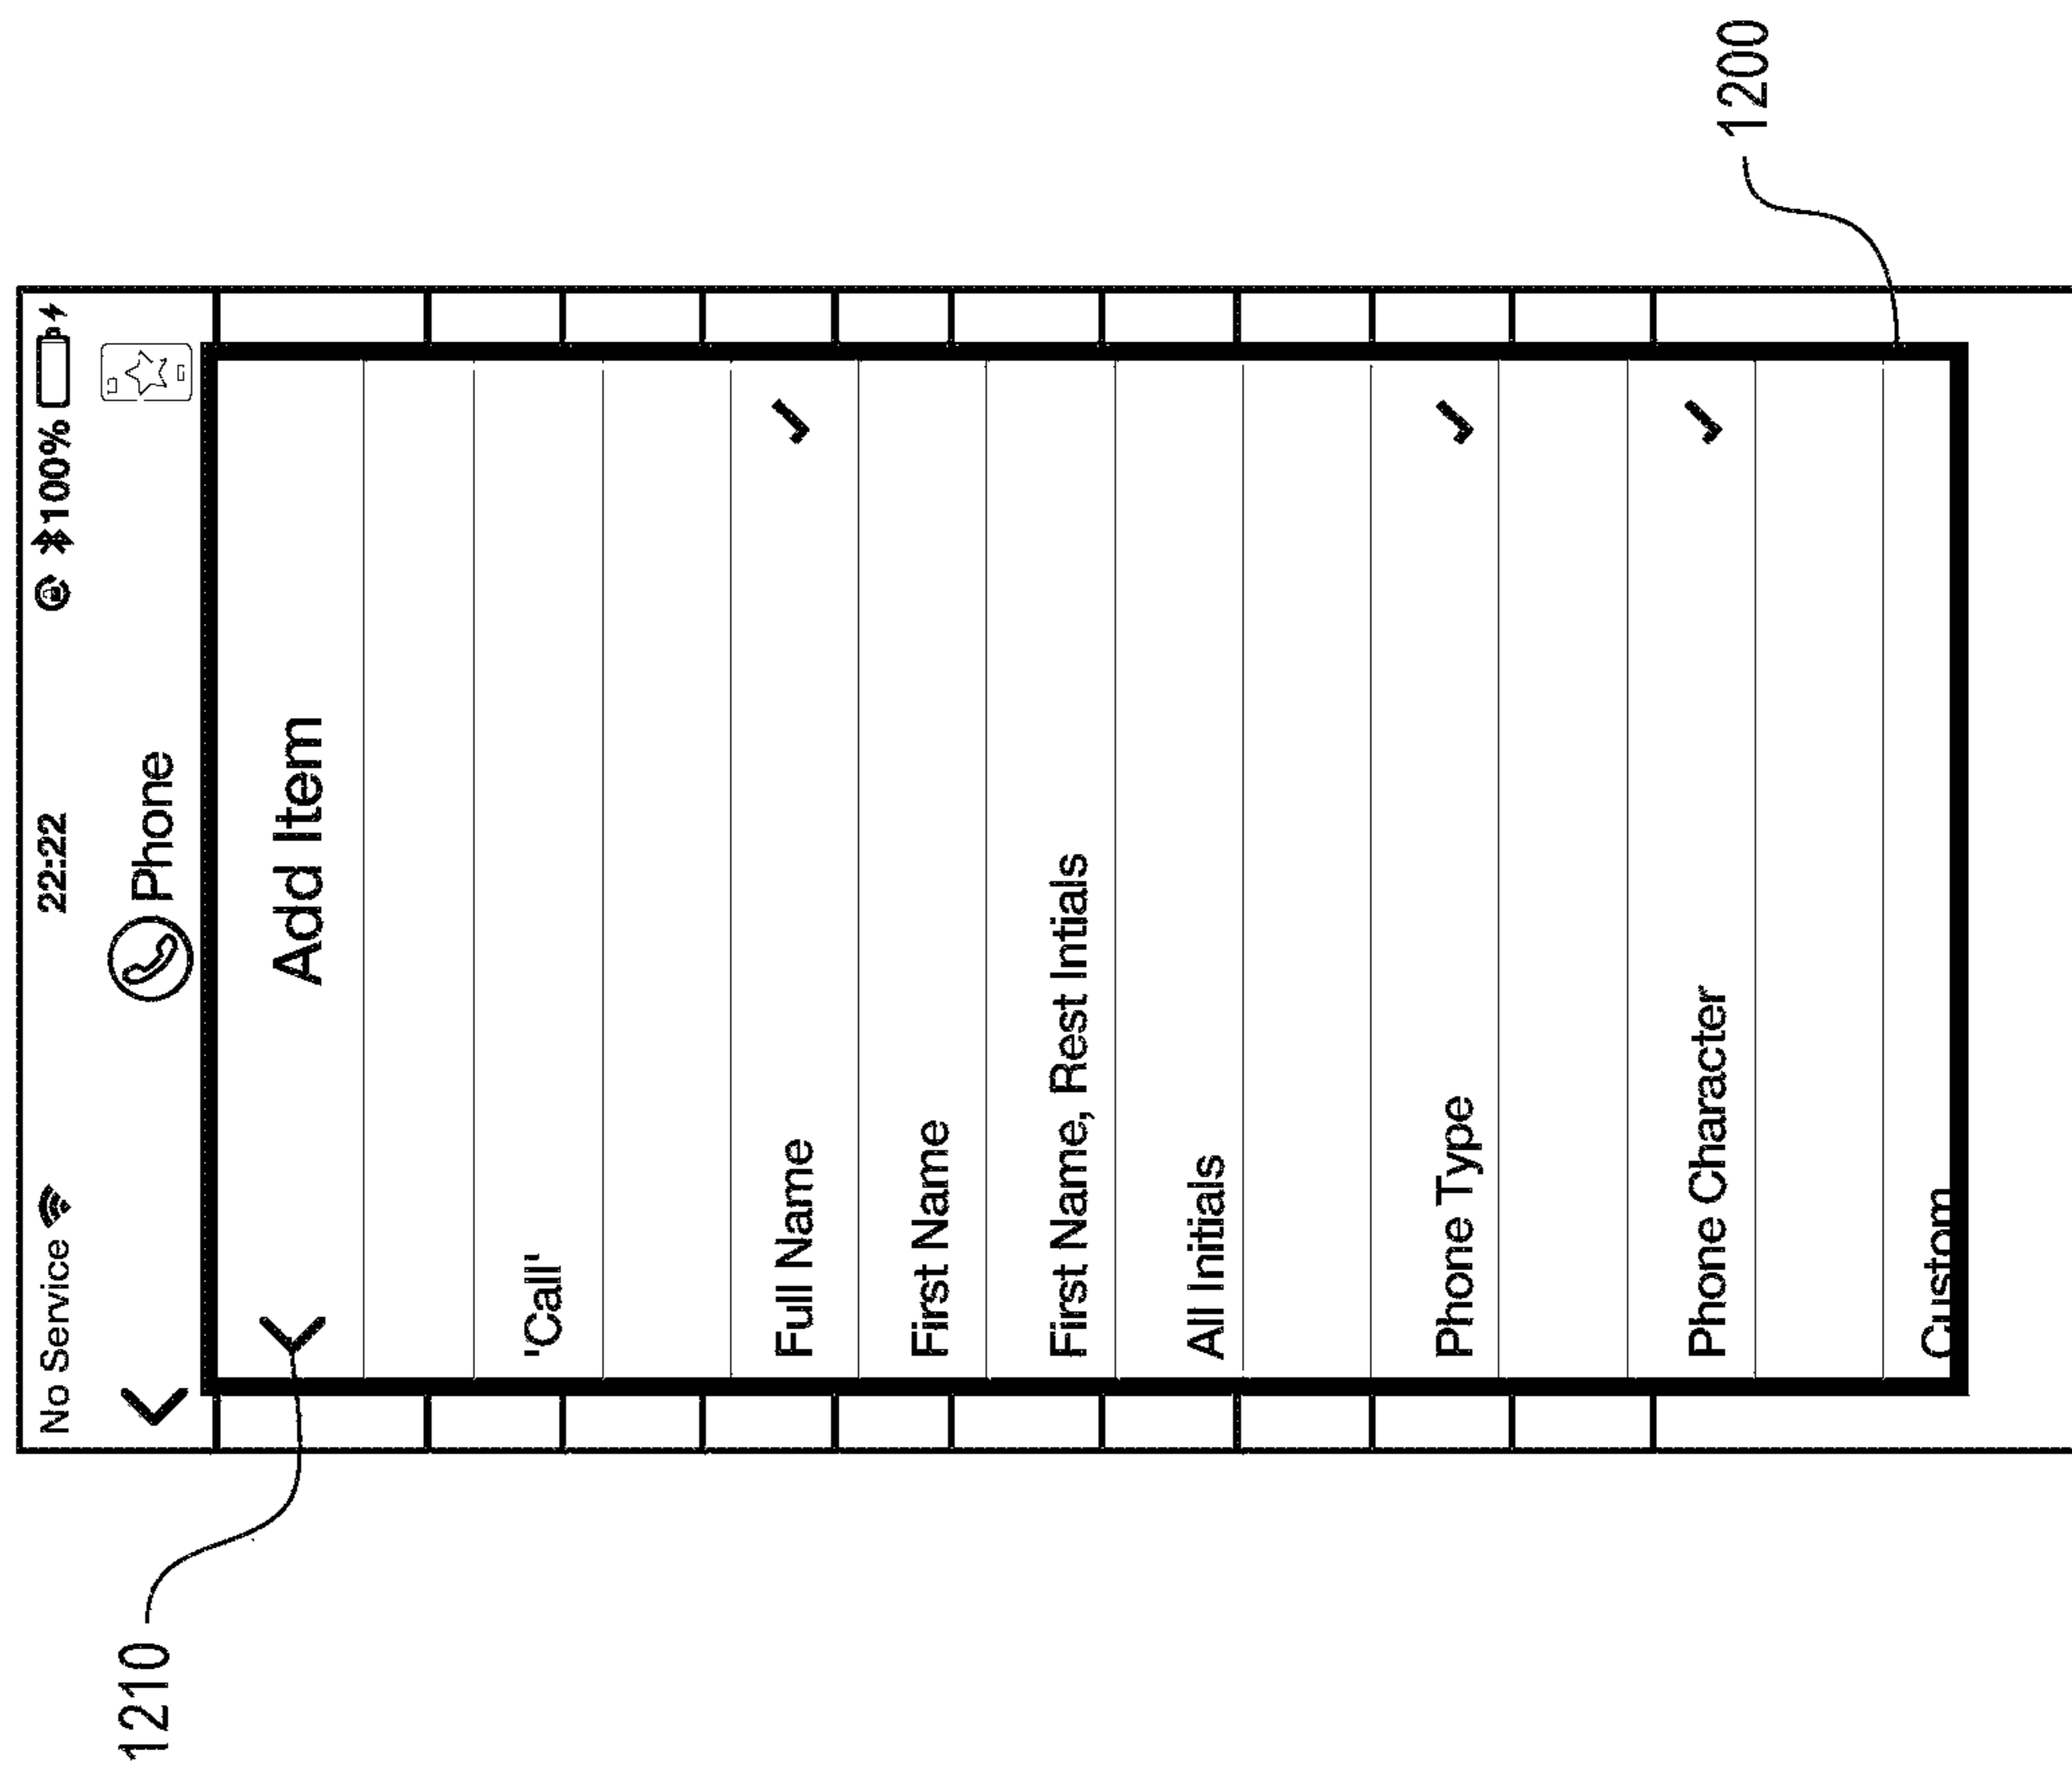 1200
No Service 22:22 100%
Phone
Add Item
'Call'
Full Name
First Name
First Name, Rest Intials
All Initials
Phone Type
Phone Character
Custom
1210